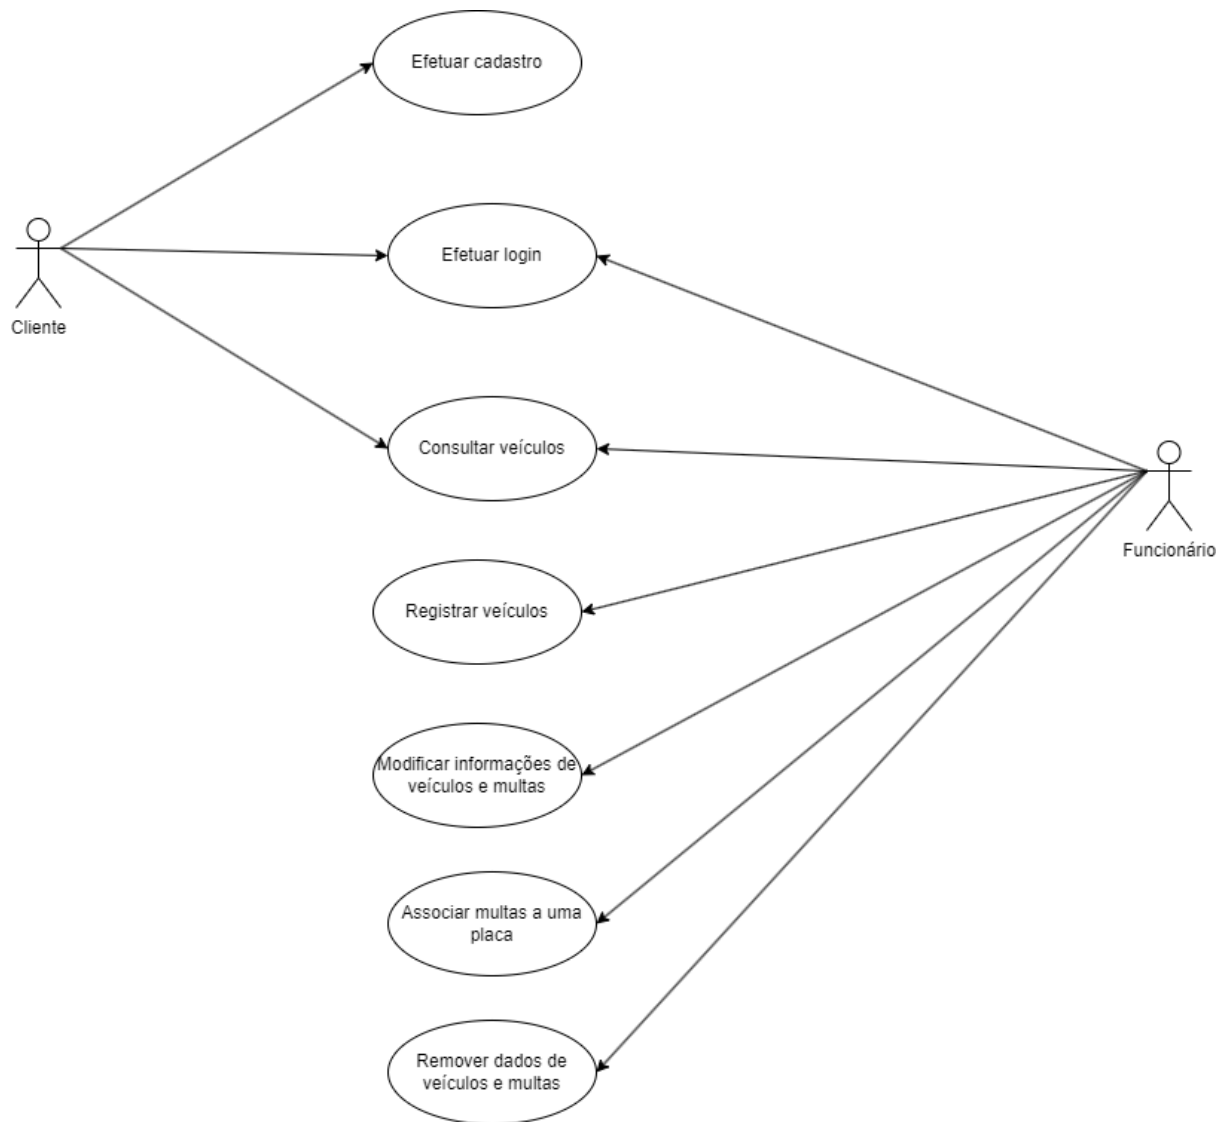 Efetuar cadastro
Efetuar login
Cliente
Consultar veículos
Funcionário
Registrar veículos
Modificar informações de
veículos e multas
Associar multas a uma
placa
Remover dados de
veículos e multas